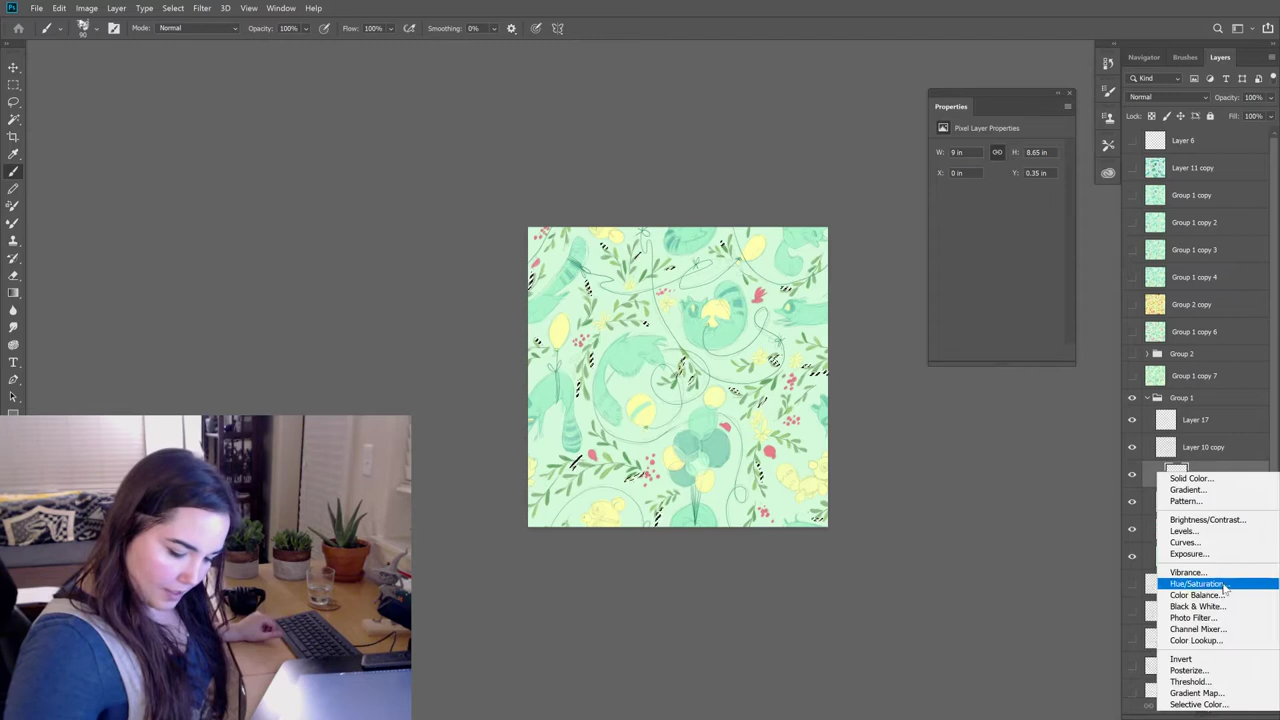 Ps File Edit Image Layer Type Select Filter 3D View Window Help
90 Mode: Normal Opacity: 100% Flow: 100% Smoothing: 0%
Navigator Brushes Layers
Kind
Normal Opacity: 100%
Lock: Fill: 100%
Properties
Pixel Layer Properties
W: 9 in H: 8.65 in
X: 0 in Y: 0.35 in
Layer 6
Layer 11 copy
Group 1 copy
Group 1 copy 2
Group 1 copy 3
Group 1 copy 4
Group 2 copy
Group 1 copy 6
Group 2
Group 1 copy 7
Group 1
Layer 17
Layer 10 copy
Solid Color...
Gradient...
Pattern...
Brightness/Contrast...
Levels...
Curves...
Exposure...
Vibrance...
Hue/Saturation...
Color Balance...
Black & White...
Photo Filter...
Channel Mixer...
Color Lookup...
Invert
Posterize...
Threshold...
Gradient Map...
Selective Color...